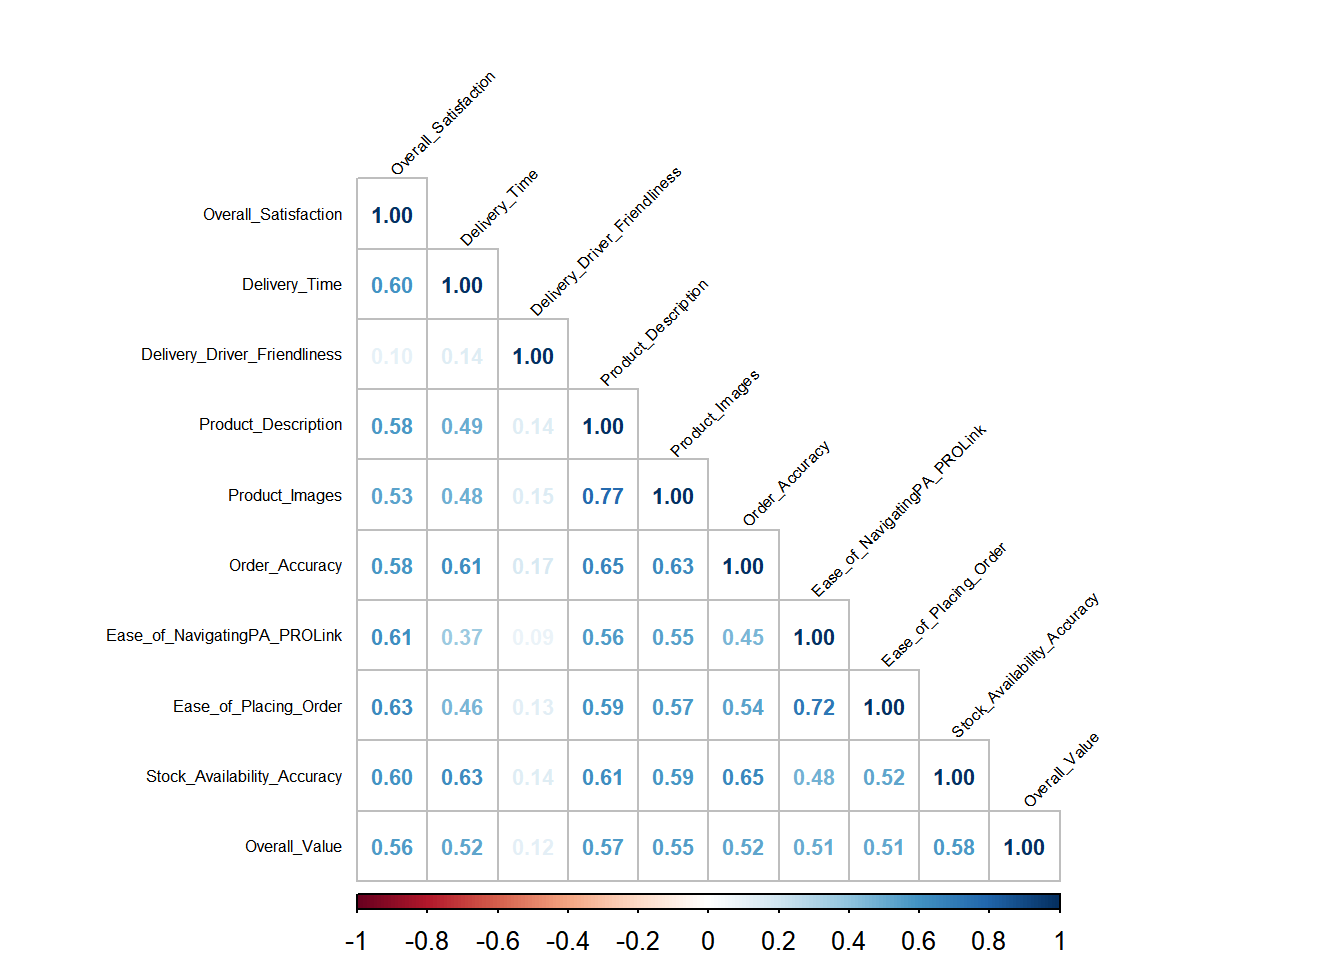 Overall_Satisfaction
Delivery_Time
Delivery_Driver_Friendliness
Product_Description
Product_Images
Order_Accuracy
Ease_of_NavigatingPA_PROLink
Ease_of_Placing_Order
Stock_Availability_Accuracy
Overall_Value
Overall_Satisfaction 1.00
Delivery_Time 0.60 1.00
Delivery_Driver_Friendliness 0.10 0.14 1.00
Product_Description 0.58 0.49 0.14 1.00
Product_Images 0.53 0.48 0.15 0.77 1.00
Order_Accuracy 0.58 0.61 0.17 0.65 0.63 1.00
Ease_of_NavigatingPA_PROLink 0.61 0.37 0.09 0.56 0.55 0.45 1.00
Ease_of_Placing_Order 0.63 0.46 0.13 0.59 0.57 0.54 0.72 1.00
Stock_Availability_Accuracy 0.60 0.63 0.14 0.61 0.59 0.65 0.48 0.52 1.00
Overall_Value 0.56 0.52 0.12 0.57 0.55 0.52 0.51 0.51 0.58 1.00
-1 -0.8 -0.6 -0.4 -0.2 0 0.2 0.4 0.6 0.8 1